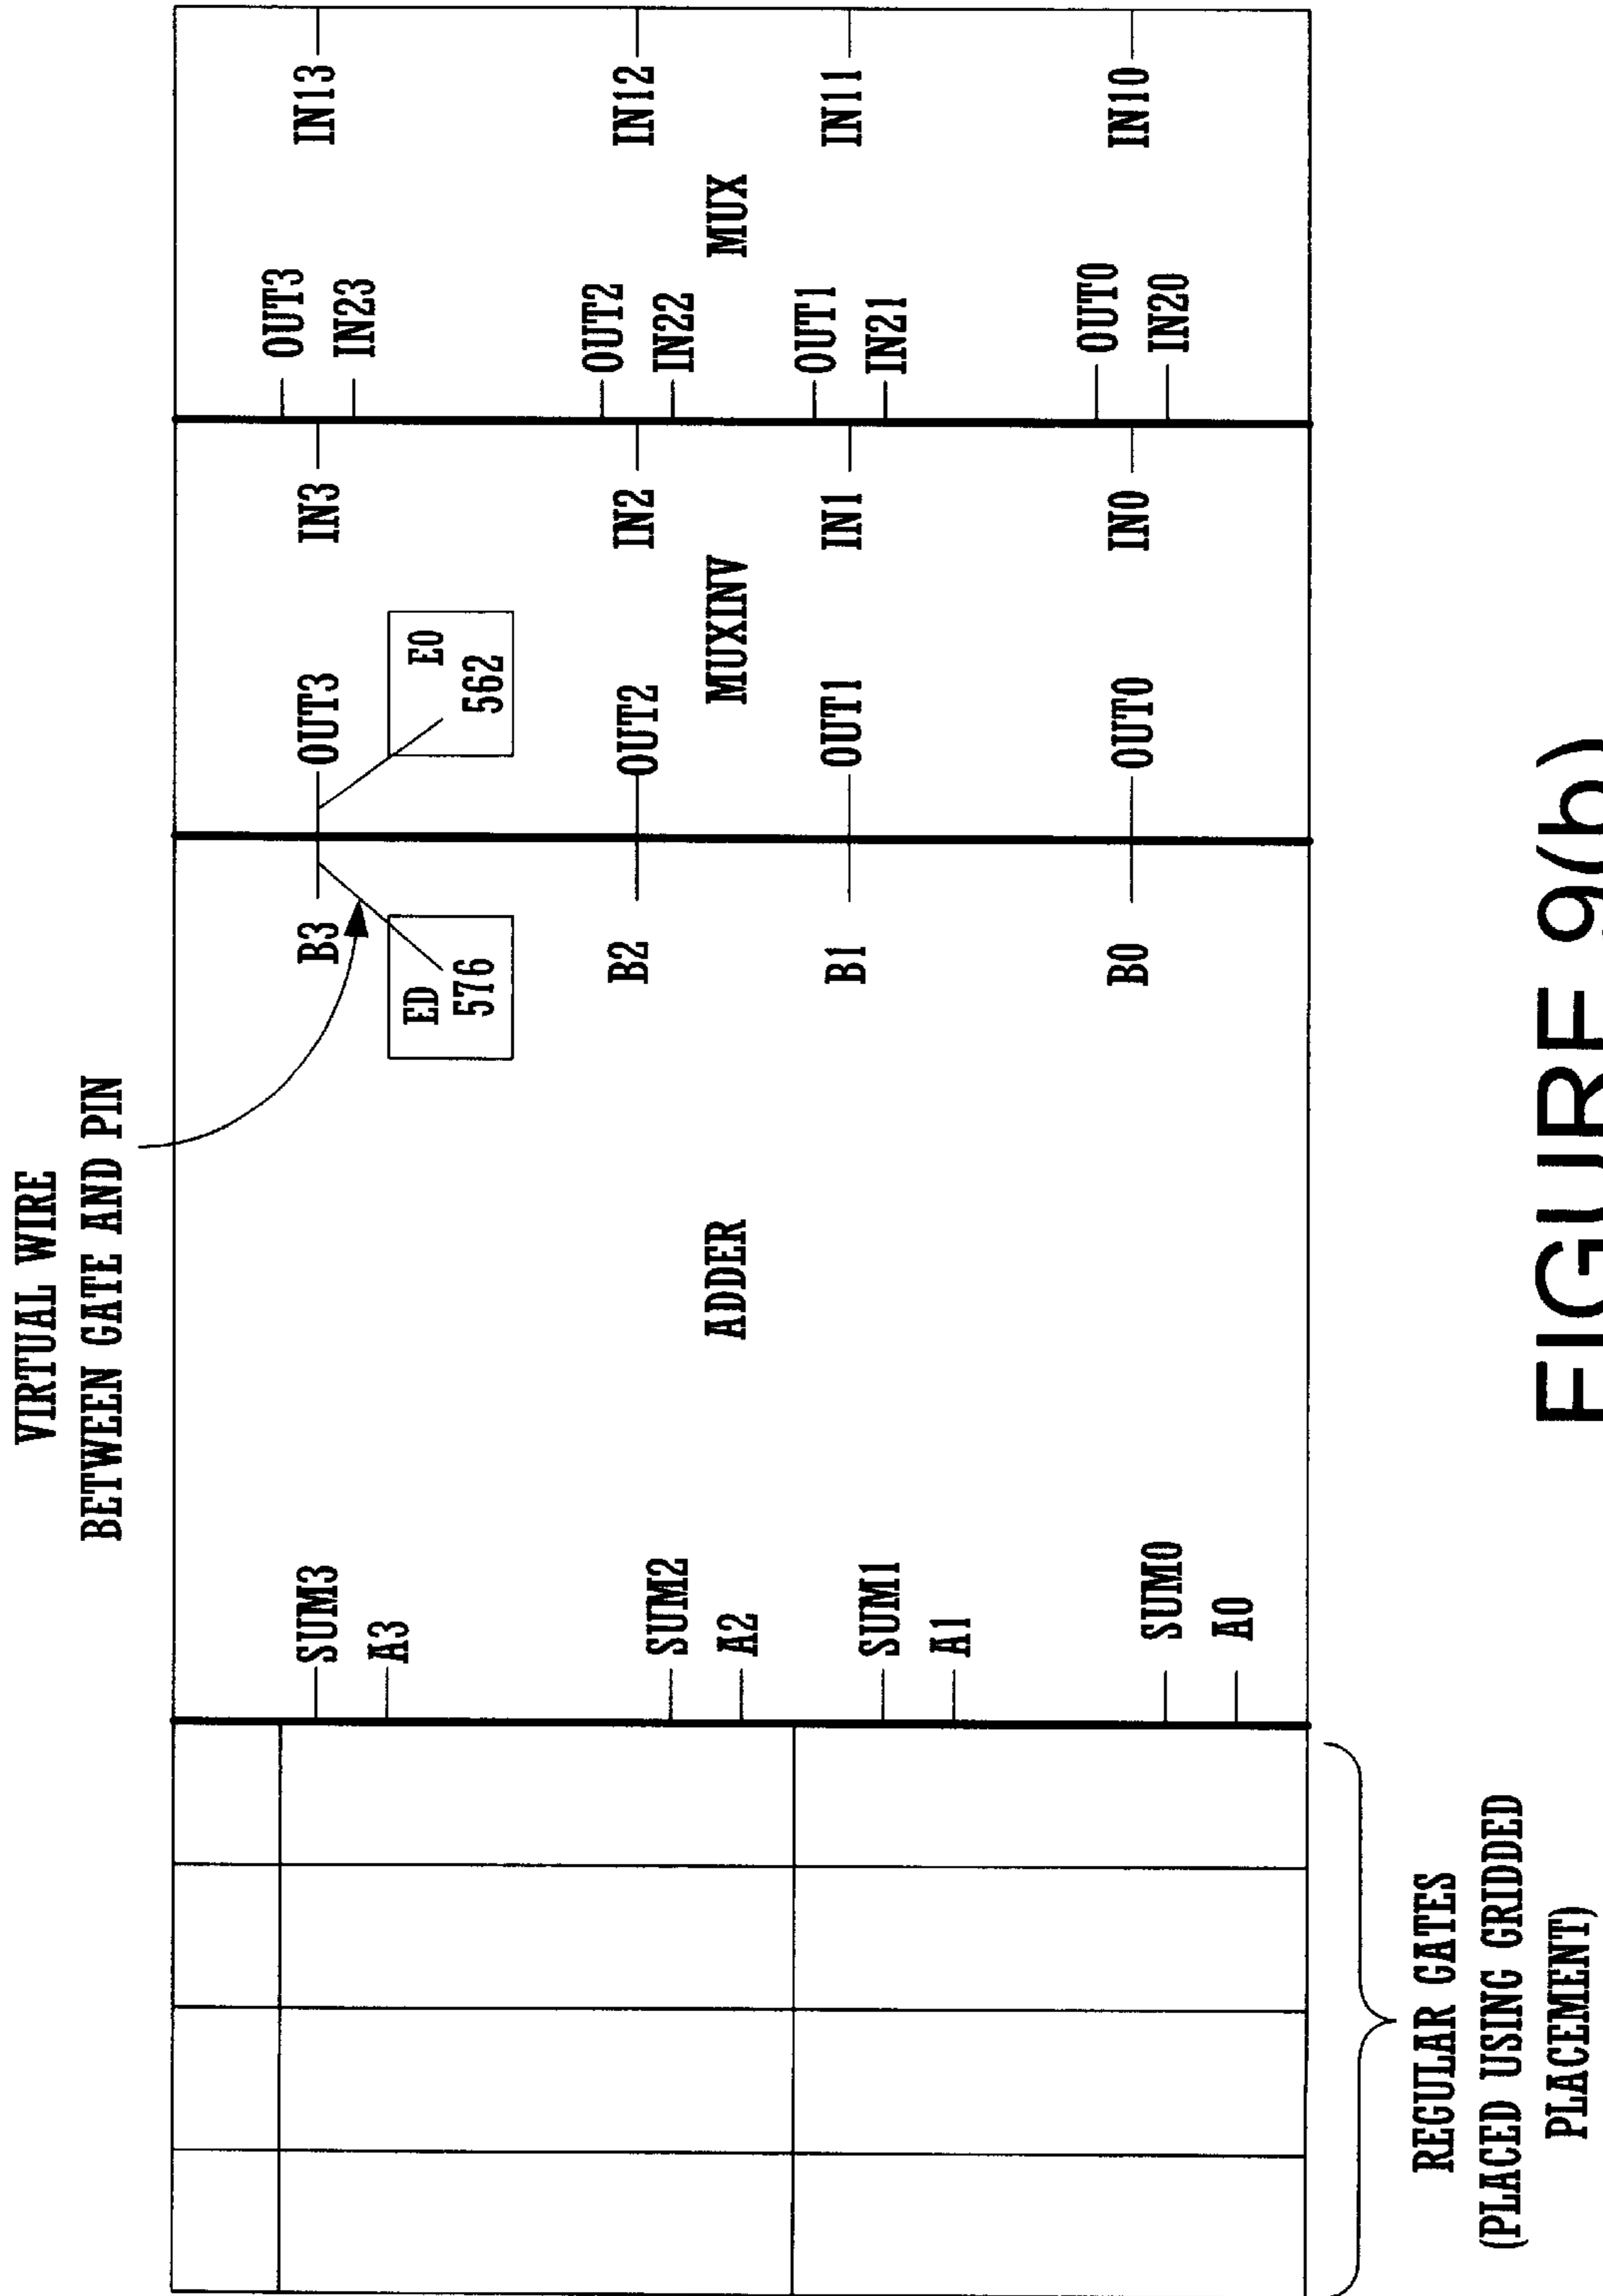 VIRTUAL WIRE
BETWEEN GATE AND PIN
OUT3
SUM3
B3
OUT3
IN3
IN13
IN23
A3
ED
576
E0
562
OUT2
B2
OUT2
IN2
IN12
SUM2
IN22
A2
ADDER
MUXINV
MUX
OUT1
B1
OUT1
IN1
IN11
SUM1
IN21
A1
OUT0
B0
OUT0
IN0
IN10
SUM0
IN20
A0
REGULAR GATES
(PLACED USING GRIDDED
PLACEMENT)
FIGURE 9(b)